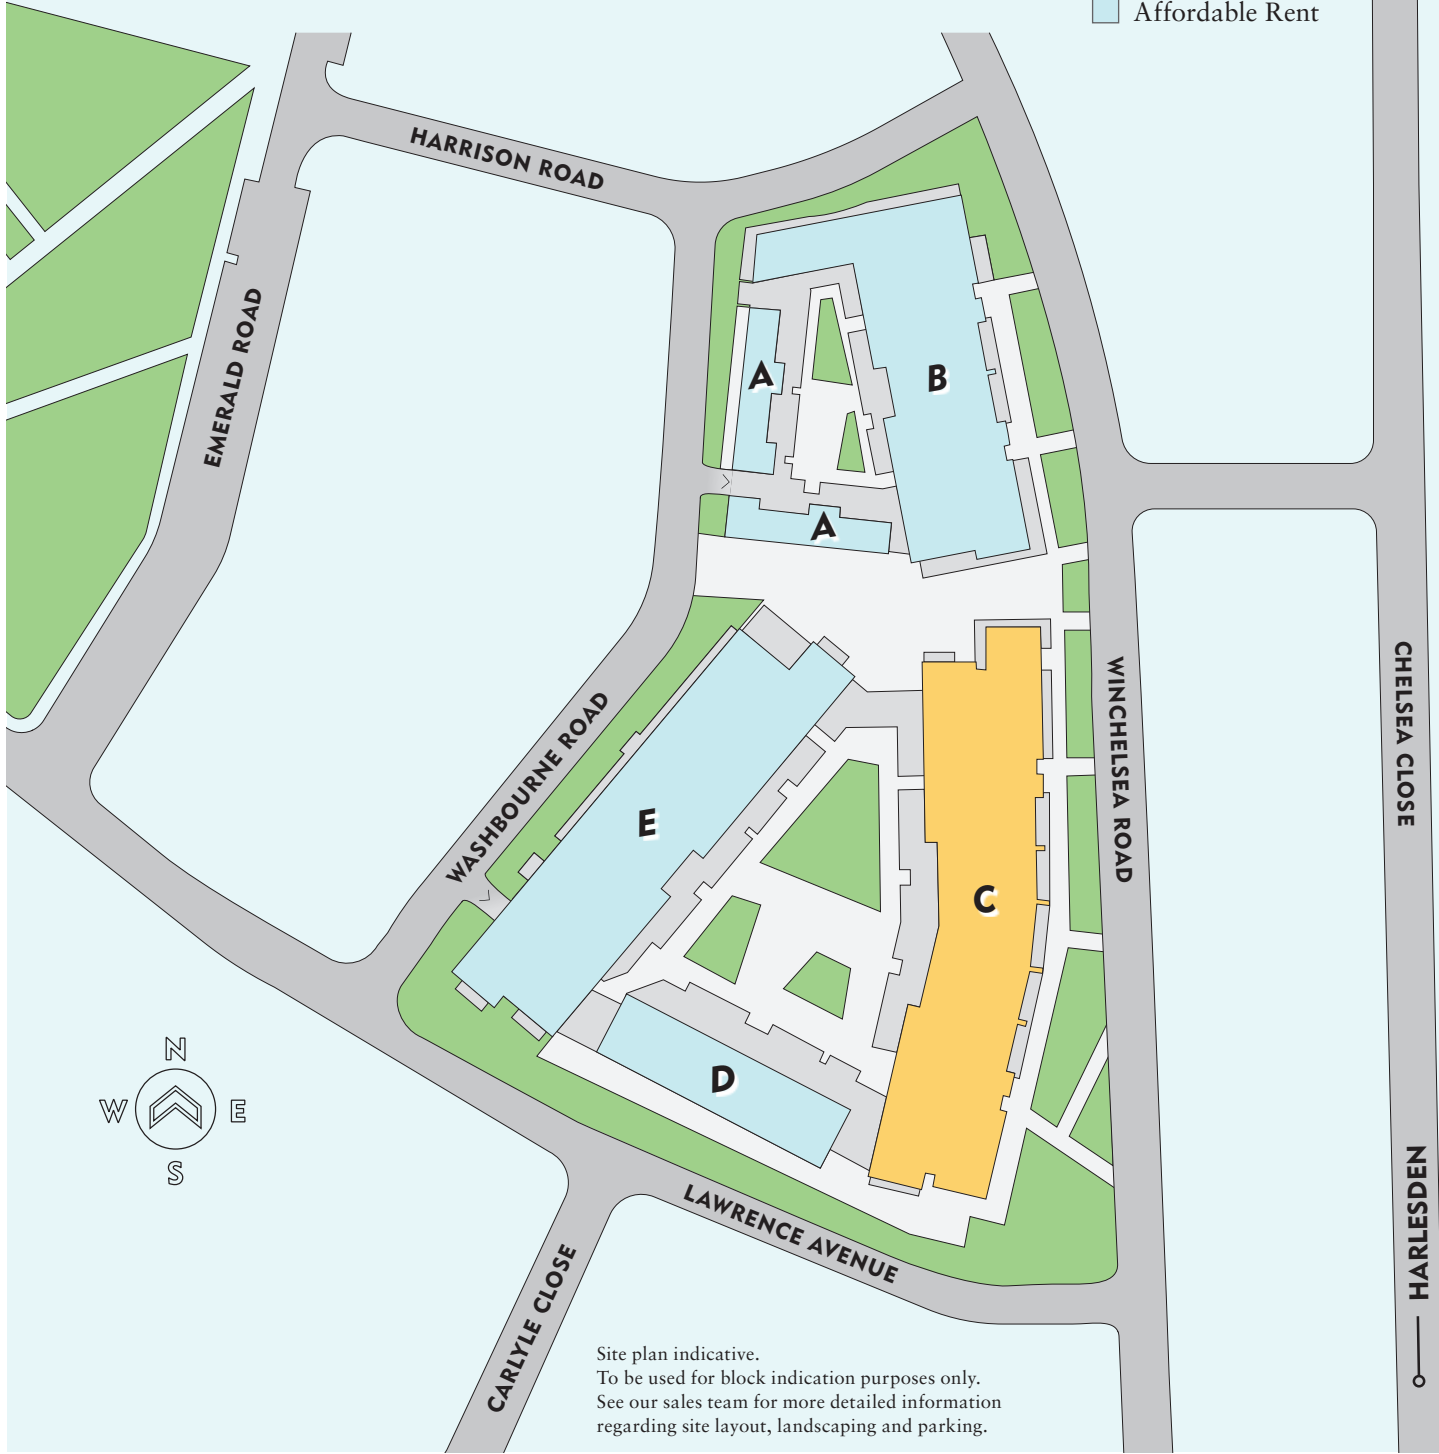 Affordable Rent
HARRISON ROAD
EMERALD ROAD
A
B
A
WASHBOURNE ROAD
WINCHELSEA ROAD
CHELSEA CLOSE
E
C
D
N
W
E
S
LAWRENCE AVENUE
CARLYLE CLOSE
HARLESDEN
Site plan indicative.
To be used for block indication purposes only.
See our sales team for more detailed information
regarding site layout, landscaping and parking.